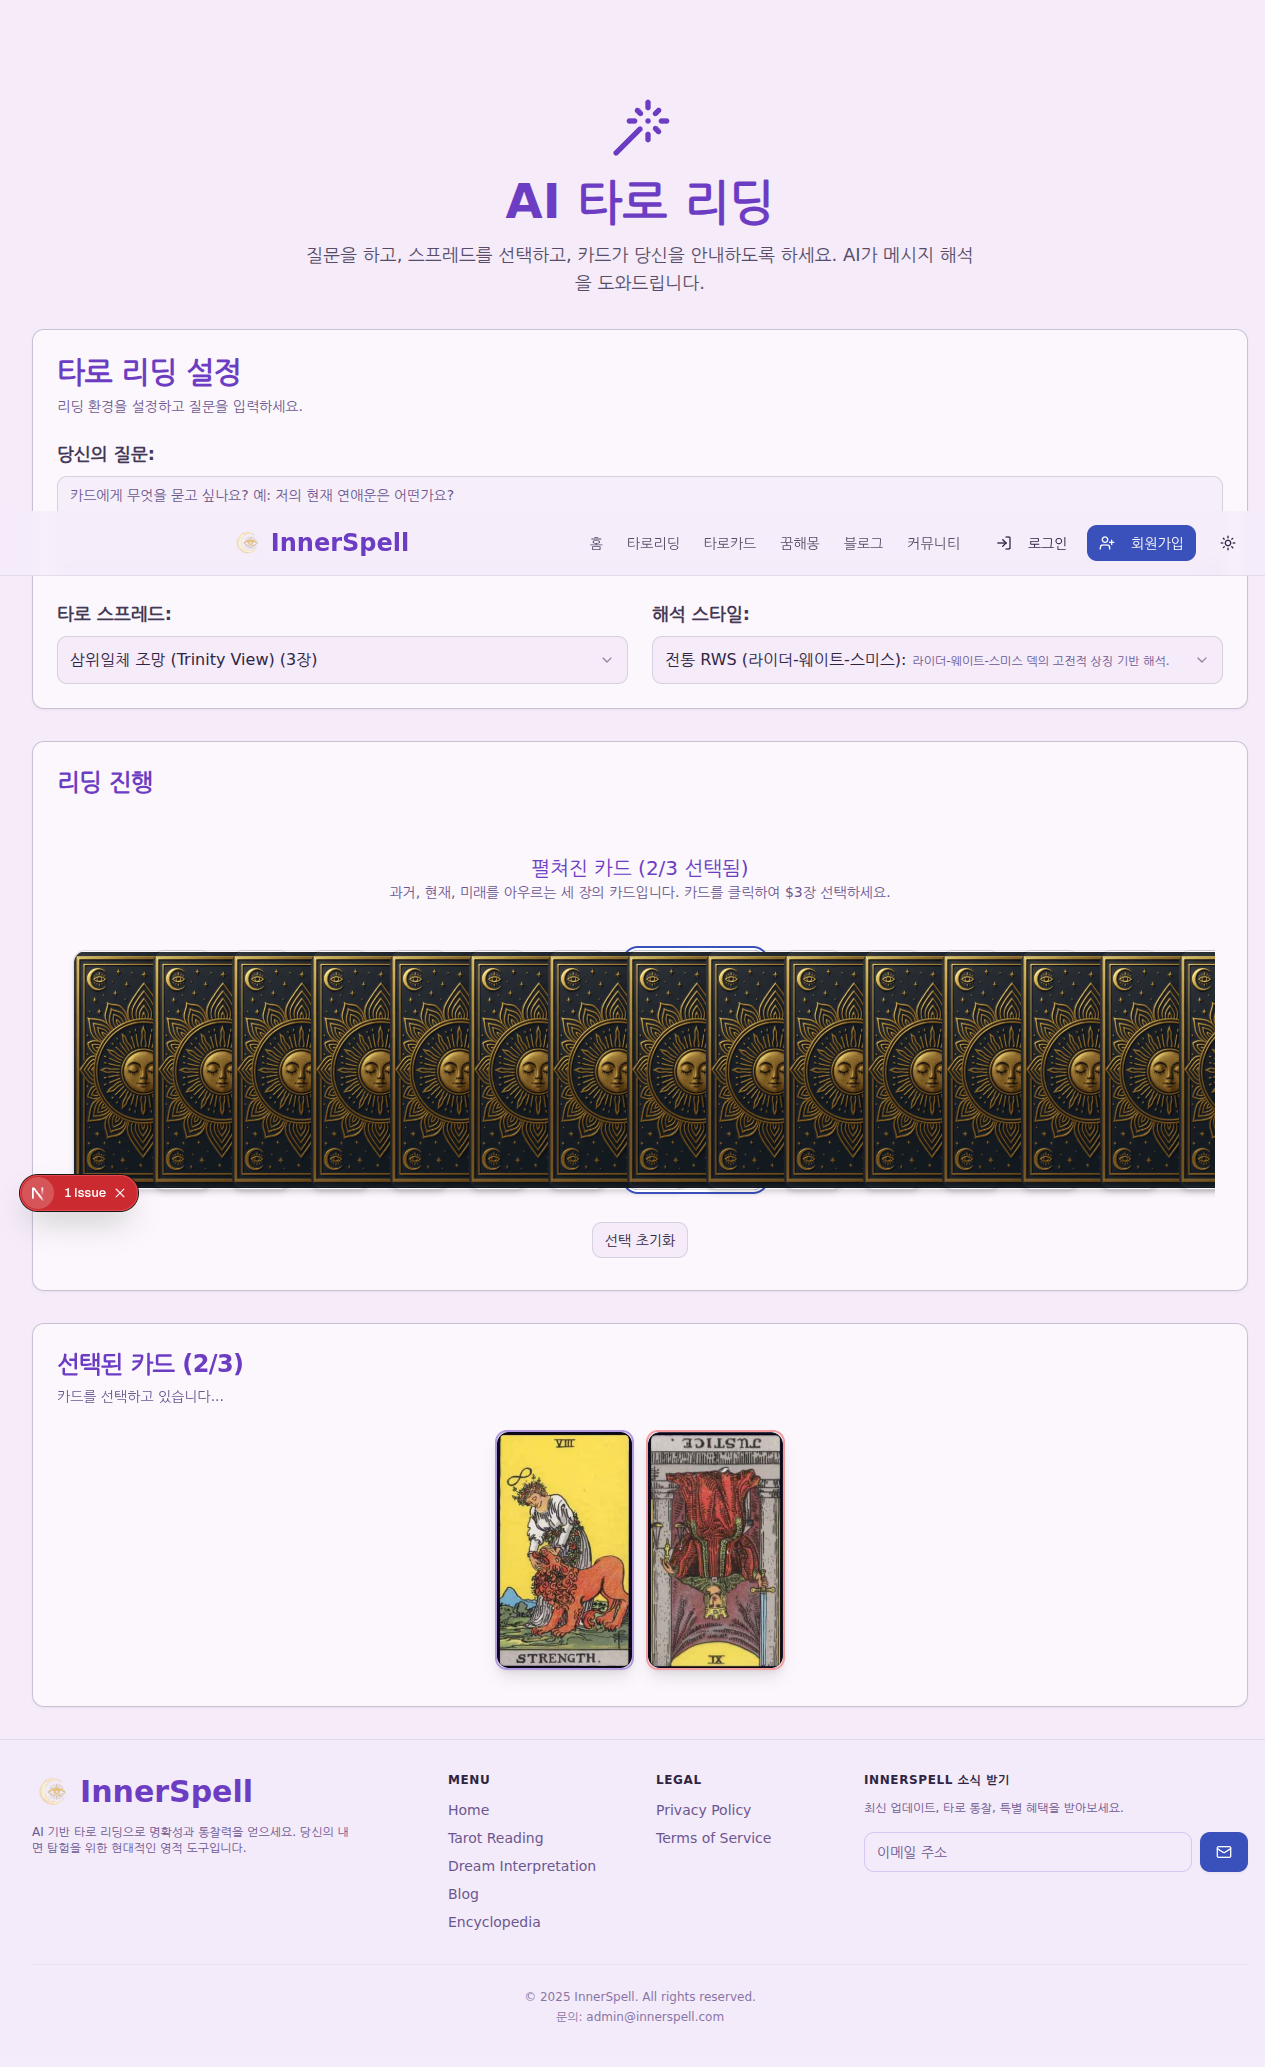 AI 타로 리딩
질문을 하고, 스프레드를 선택하고, 카드가 당신을 안내하도록 하세요. AI가 메시지 해석
을 도와드립니다.
타로 리딩 설정
리딩 환경을 설정하고 질문을 입력하세요.
당신의 질문:
카드에게 무엇을 묻고 싶나요? 예: 저의 현재 연애운은 어떤가요?
InnerSpell 홈 타로리딩 타로카드 꿈해몽 블로그 커뮤니티 로그인 회원가입
타로 스프레드: 해석 스타일:
삼위일체 조망 (Trinity View) (3장) 전통 RWS (라이더-웨이트-스미스): 라이더-웨이트-스미스 덱의 고전적 상징 기반 해석.
리딩 진행
펼쳐진 카드 (2/3 선택됨)
과거, 현재, 미래를 아우르는 세 장의 카드입니다. 카드를 클릭하여 $3장 선택하세요.
1 Issue
선택 초기화
선택된 카드 (2/3)
카드를 선택하고 있습니다...
VIII
STRENGTH.
JUSTICE .
XI
InnerSpell
AI 기반 타로 리딩으로 명확성과 통찰력을 얻으세요. 당신의 내
면 탐험을 위한 현대적인 영적 도구입니다.
MENU
Home
Tarot Reading
Dream Interpretation
Blog
Encyclopedia
LEGAL
Privacy Policy
Terms of Service
INNERSPELL 소식 받기
최신 업데이트, 타로 통찰, 특별 혜택을 받아보세요.
이메일 주소
© 2025 InnerSpell. All rights reserved.
문의: admin@innerspell.com